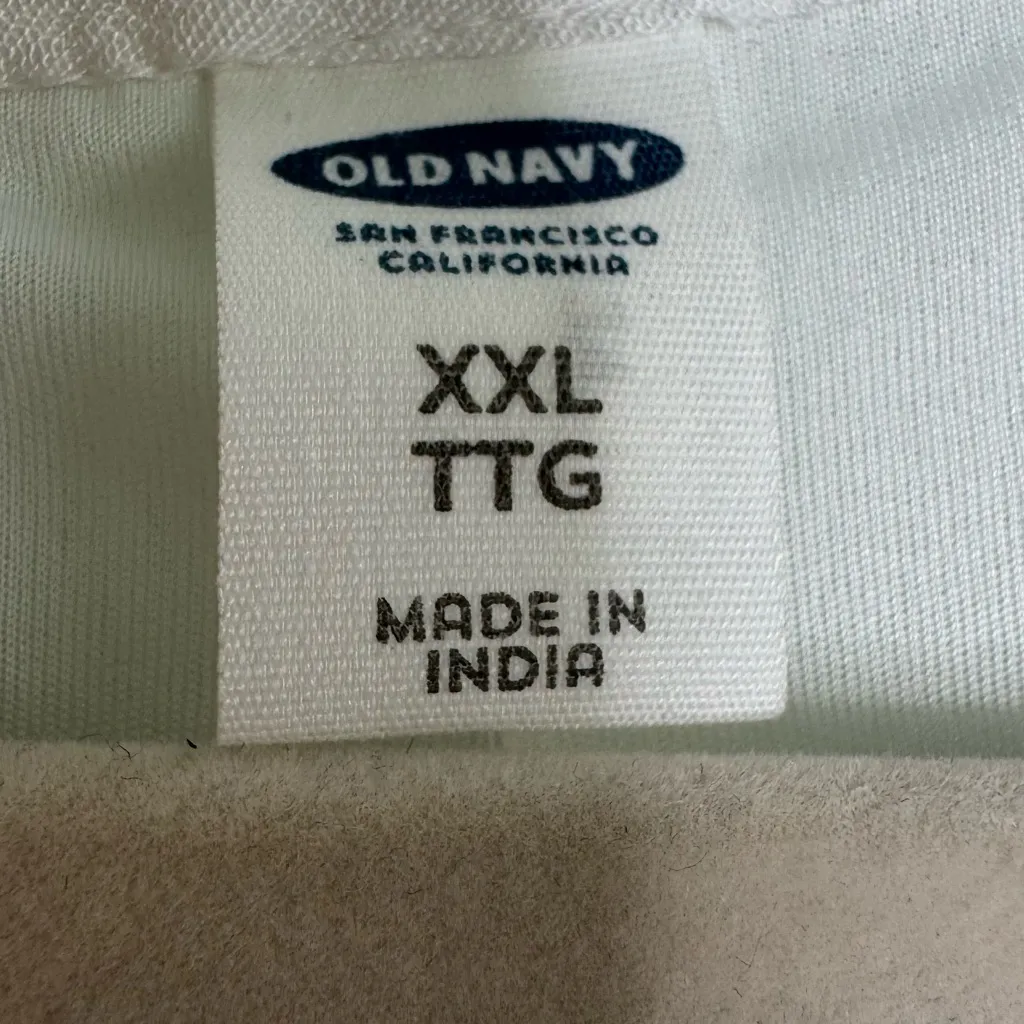 OLD NAVY
SAN FRANCISCO
CALIFORNIA
XXL
TTG
MADE IN
INDIA